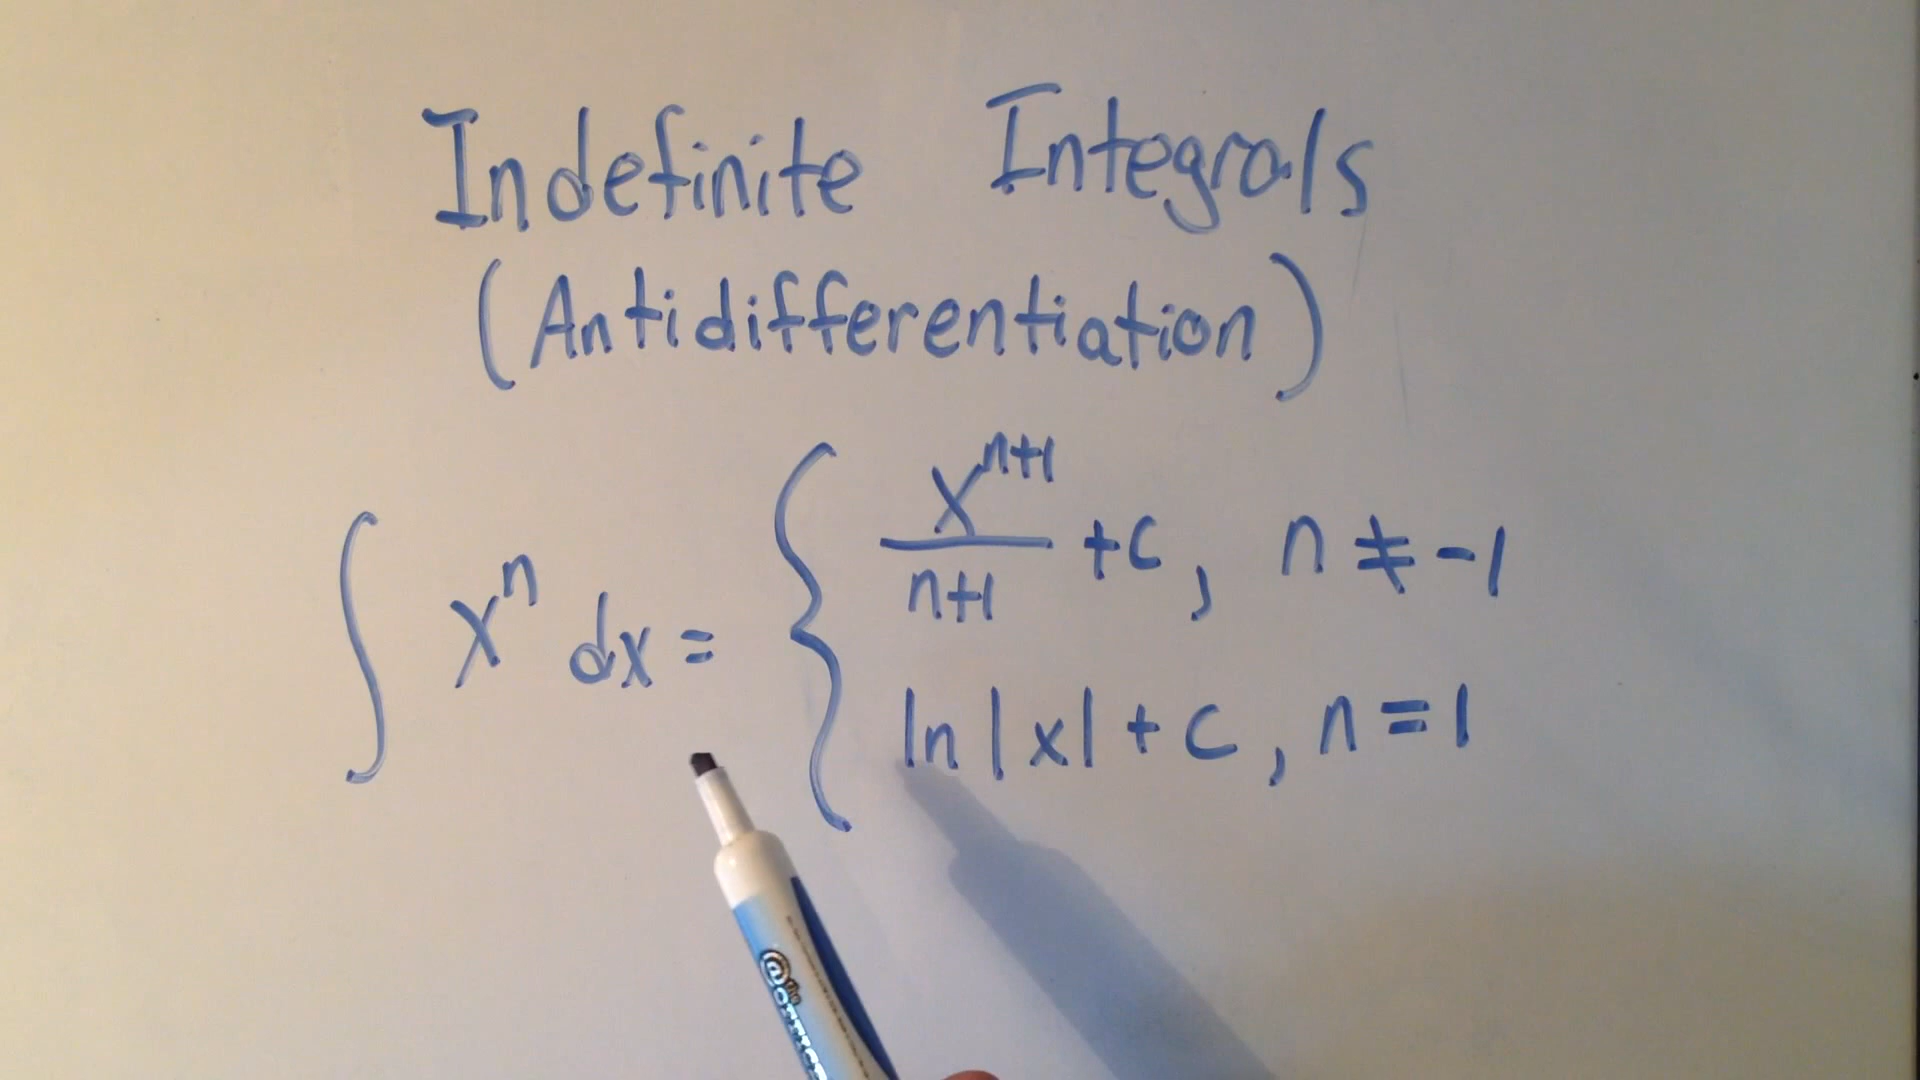 Indefinite Integrals
(Antidifferentiation)
∫ xⁿ dx = { xⁿ⁺¹/n+1 + c, n ≠ -1
ln |x| + c, n = 1